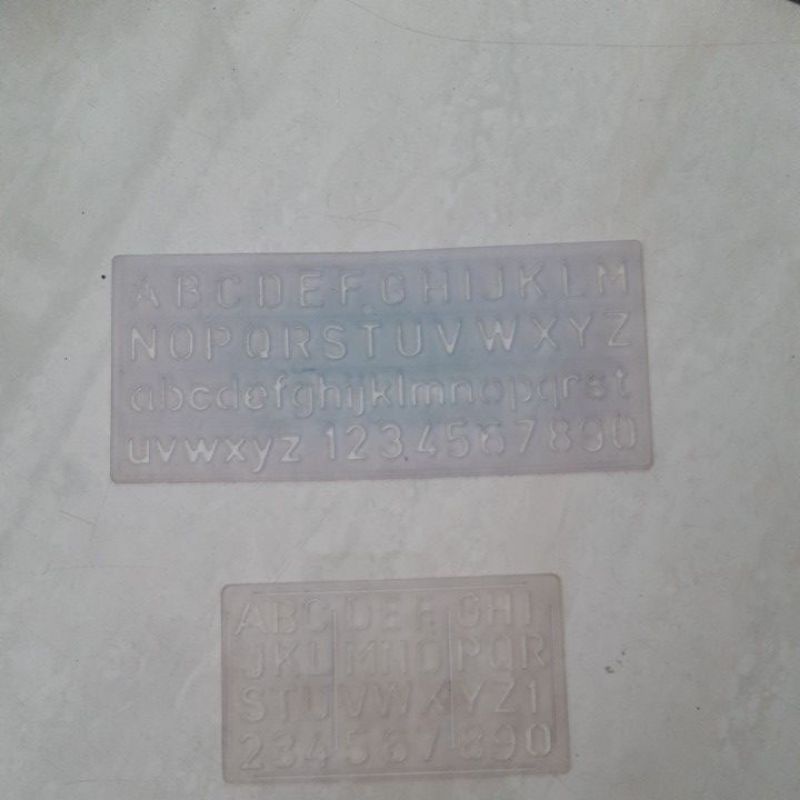 ABCDEFGHIJKLM
NOPQRSTUVWXYZ
abcdefghijklmnopqrst
uvwxyz 1234567890
ABCDEFGHI
JKLMNOPQR
STUVWXYZ1
234567890